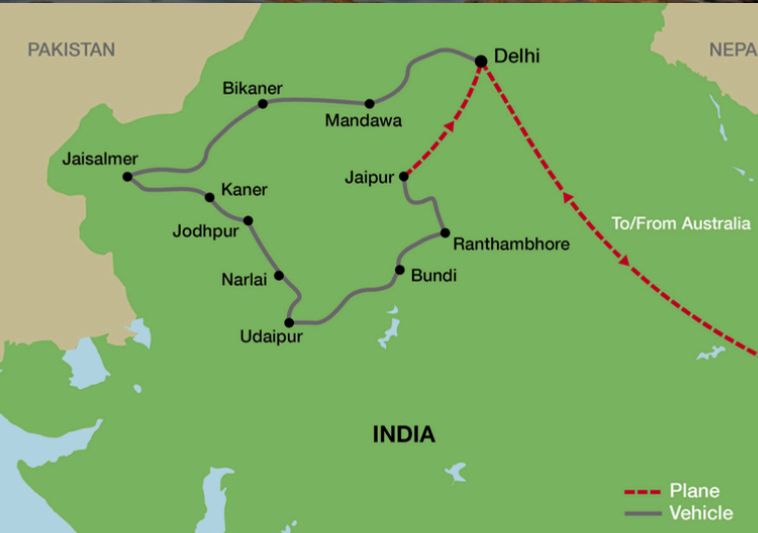 PAKISTAN
NEPA
Delhi
Bikaner
Mandawa
Jaisalmer
Kaner
Jaipur
Jodhpur
To/From Australia
Ranthambhore
Narlai
Bundi
Udaipur
INDIA
Plane
Vehicle